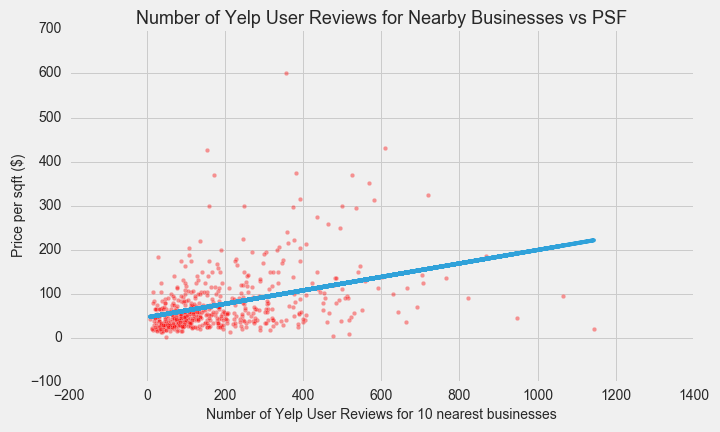 Number of Yelp User Reviews for Nearby Businesses vs PSF
700
600
500
400
300
200
100
0
−100
Price per sqft ($)
−200 0 200 400 600 800 1000 1200 1400
Number of Yelp User Reviews for 10 nearest businesses